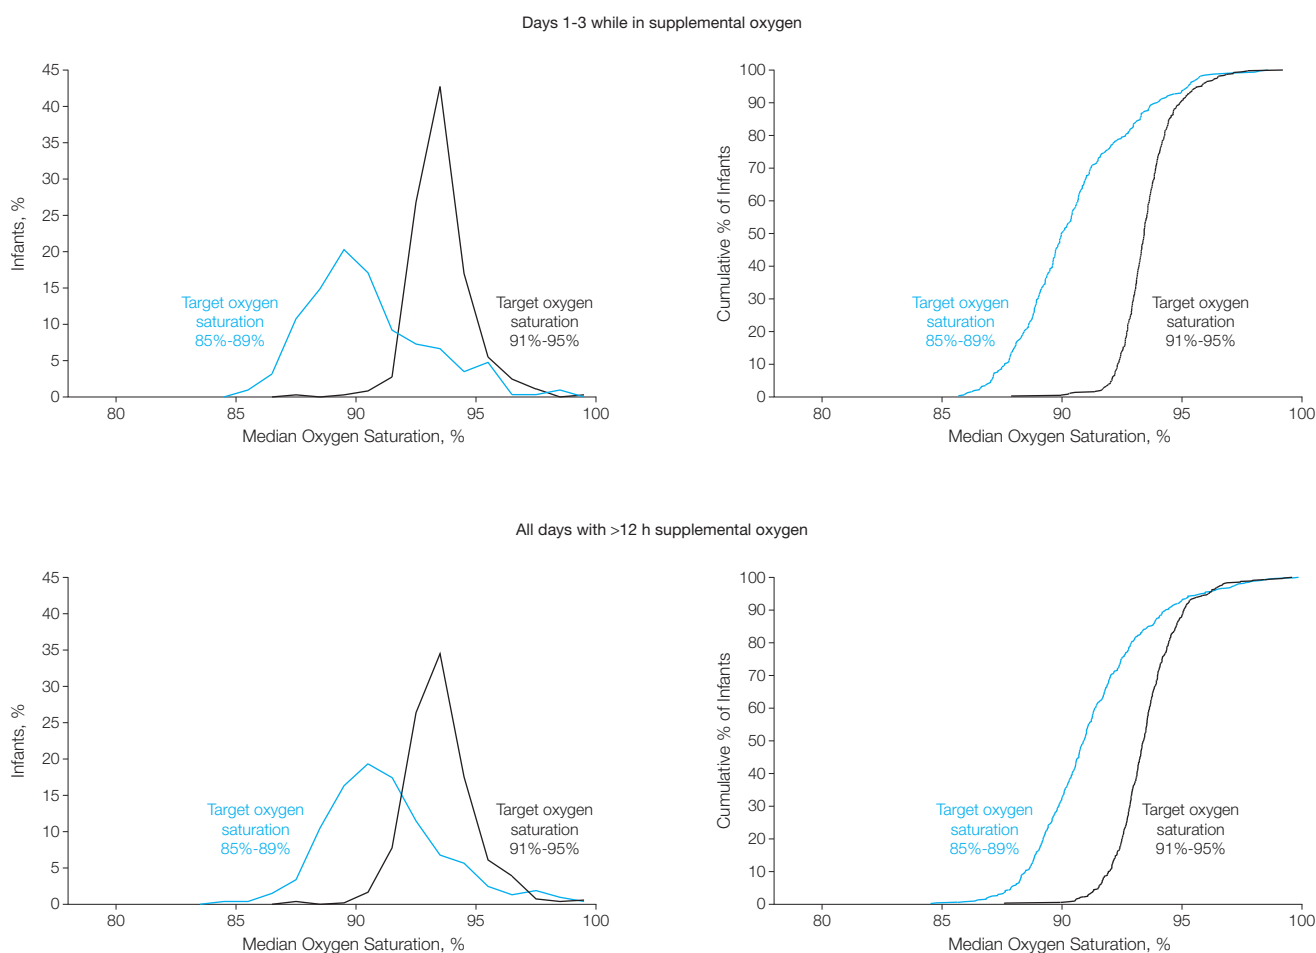 Days 1-3 while in supplemental oxygen
45
40
35
30
25
20
15
10
5
0
Infants, %
Target oxygen
saturation
85%-89%
Target oxygen
saturation
91%-95%
80
85
90
95
100
Median Oxygen Saturation, %
100
90
80
70
60
50
40
30
20
10
0
Cumulative % of Infants
Target oxygen
saturation
85%-89%
Target oxygen
saturation
91%-95%
80
85
90
95
100
Median Oxygen Saturation, %
All days with >12 h supplemental oxygen
45
40
35
30
25
20
15
10
5
0
Infants, %
Target oxygen
saturation
85%-89%
Target oxygen
saturation
91%-95%
80
85
90
95
100
Median Oxygen Saturation, %
100
90
80
70
60
50
40
30
20
10
0
Cumulative % of Infants
Target oxygen
saturation
85%-89%
Target oxygen
saturation
91%-95%
80
85
90
95
100
Median Oxygen Saturation, %